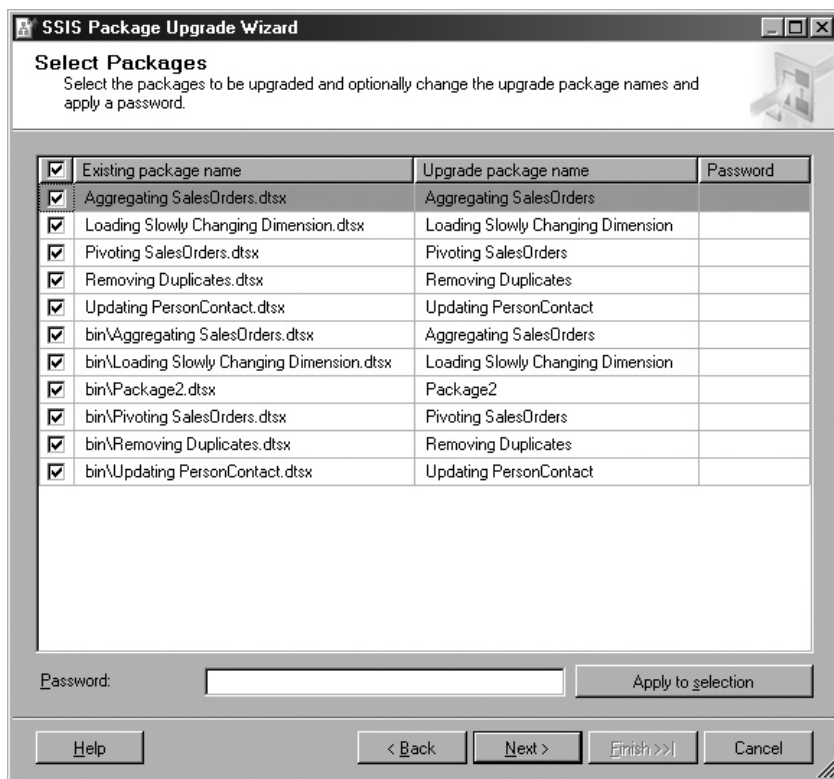 SSIS Package Upgrade Wizard
Select Packages
Select the packages to be upgraded and optionally change the upgrade package names and
apply a password.
Existing package name Upgrade package name Password
Aggregating SalesOrders.dtsx Aggregating SalesOrders
Loading Slowly Changing Dimension.dtsx Loading Slowly Changing Dimension
Pivoting SalesOrders.dtsx Pivoting SalesOrders
Removing Duplicates.dtsx Removing Duplicates
Updating PersonContact.dtsx Updating PersonContact
bin\Aggregating SalesOrders.dtsx Aggregating SalesOrders
bin\Loading Slowly Changing Dimension.dtsx Loading Slowly Changing Dimension
bin\Package2.dtsx Package2
bin\Pivoting SalesOrders.dtsx Pivoting SalesOrders
bin\Removing Duplicates.dtsx Removing Duplicates
bin\Updating PersonContact.dtsx Updating PersonContact
Password: Apply to selection
Help < Back Next > Finish >>| Cancel